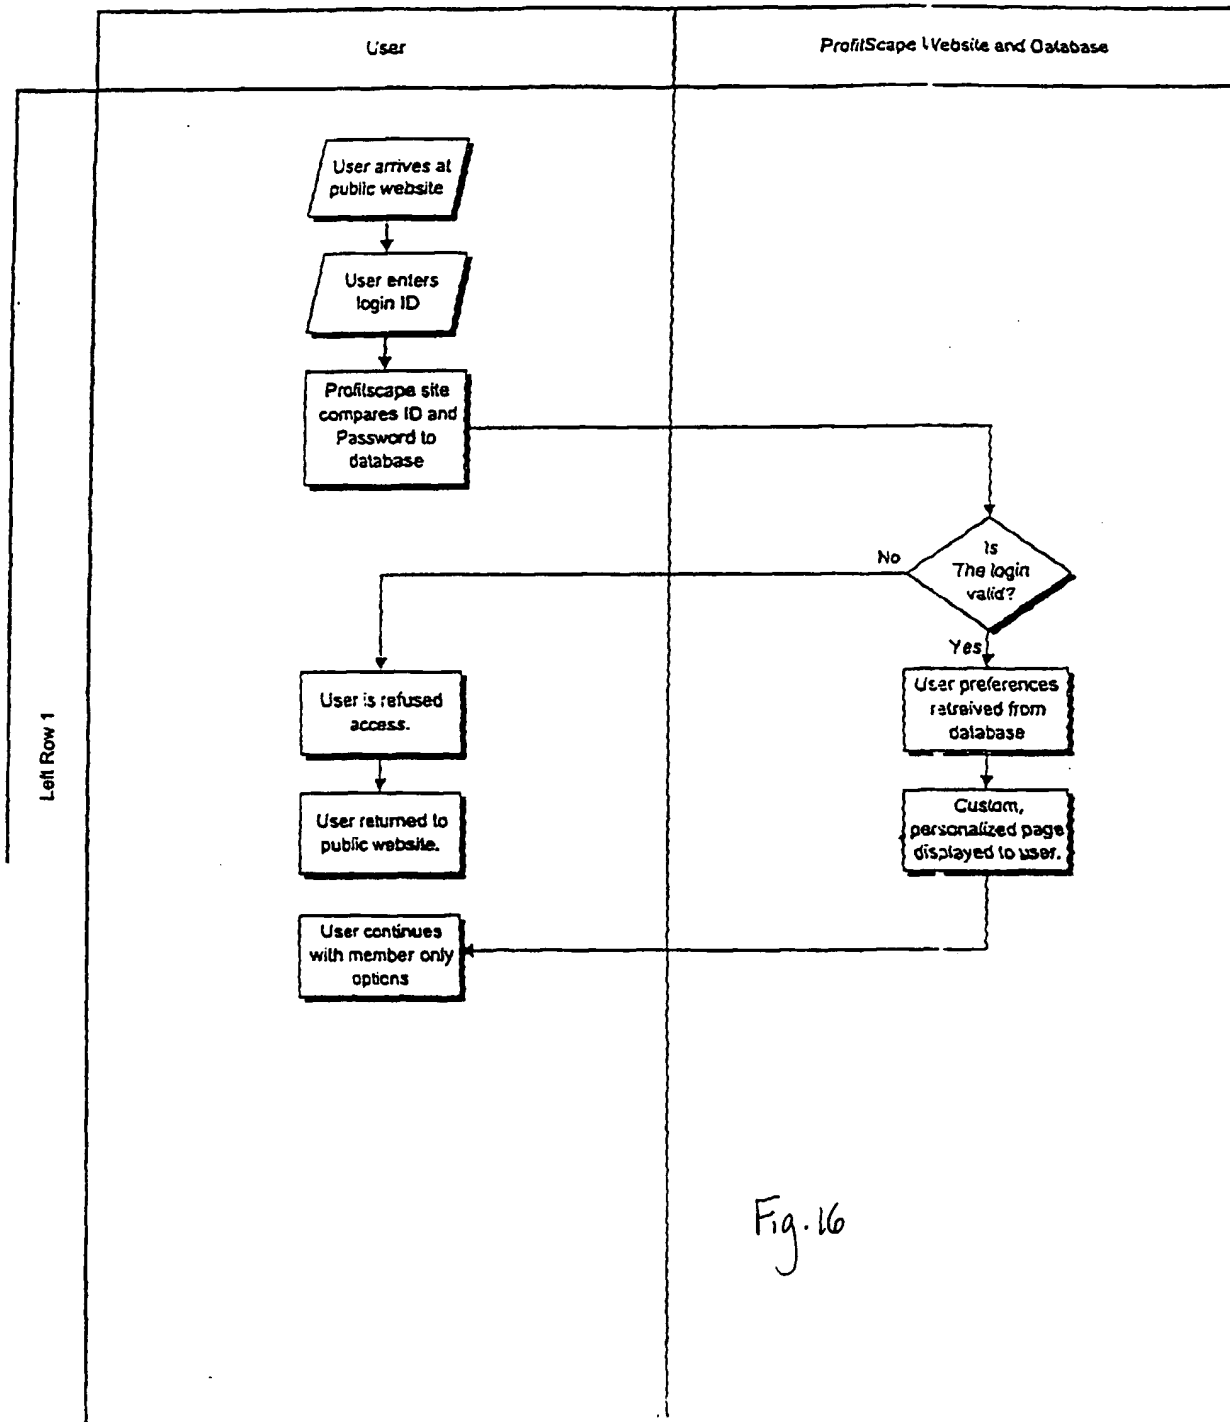 User
ProfitScape Website and Database
User arrives at
public website
User enters
login ID
Profitscape site
compares ID and
Password to
database
Is
The login
valid?
No
Yes
User is refused
access.
User preferences
retraived from
database
User returned to
public website.
Custom,
personalized page
displayed to user.
User continues
with member only
options
Left Row 1
Fig. 16